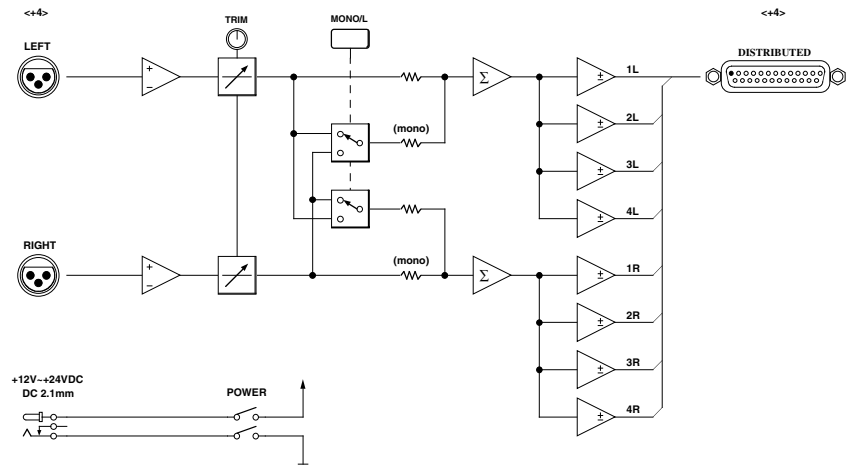 <+4>
<+4>
TRIM
MONO/L
LEFT
DISTRIBUTED
+
−
Σ
±
1L
(mono)
±
2L
±
3L
±
4L
RIGHT
(mono)
+
−
Σ
±
1R
±
2R
±
3R
±
4R
+12V~+24VDC
DC 2.1mm
POWER